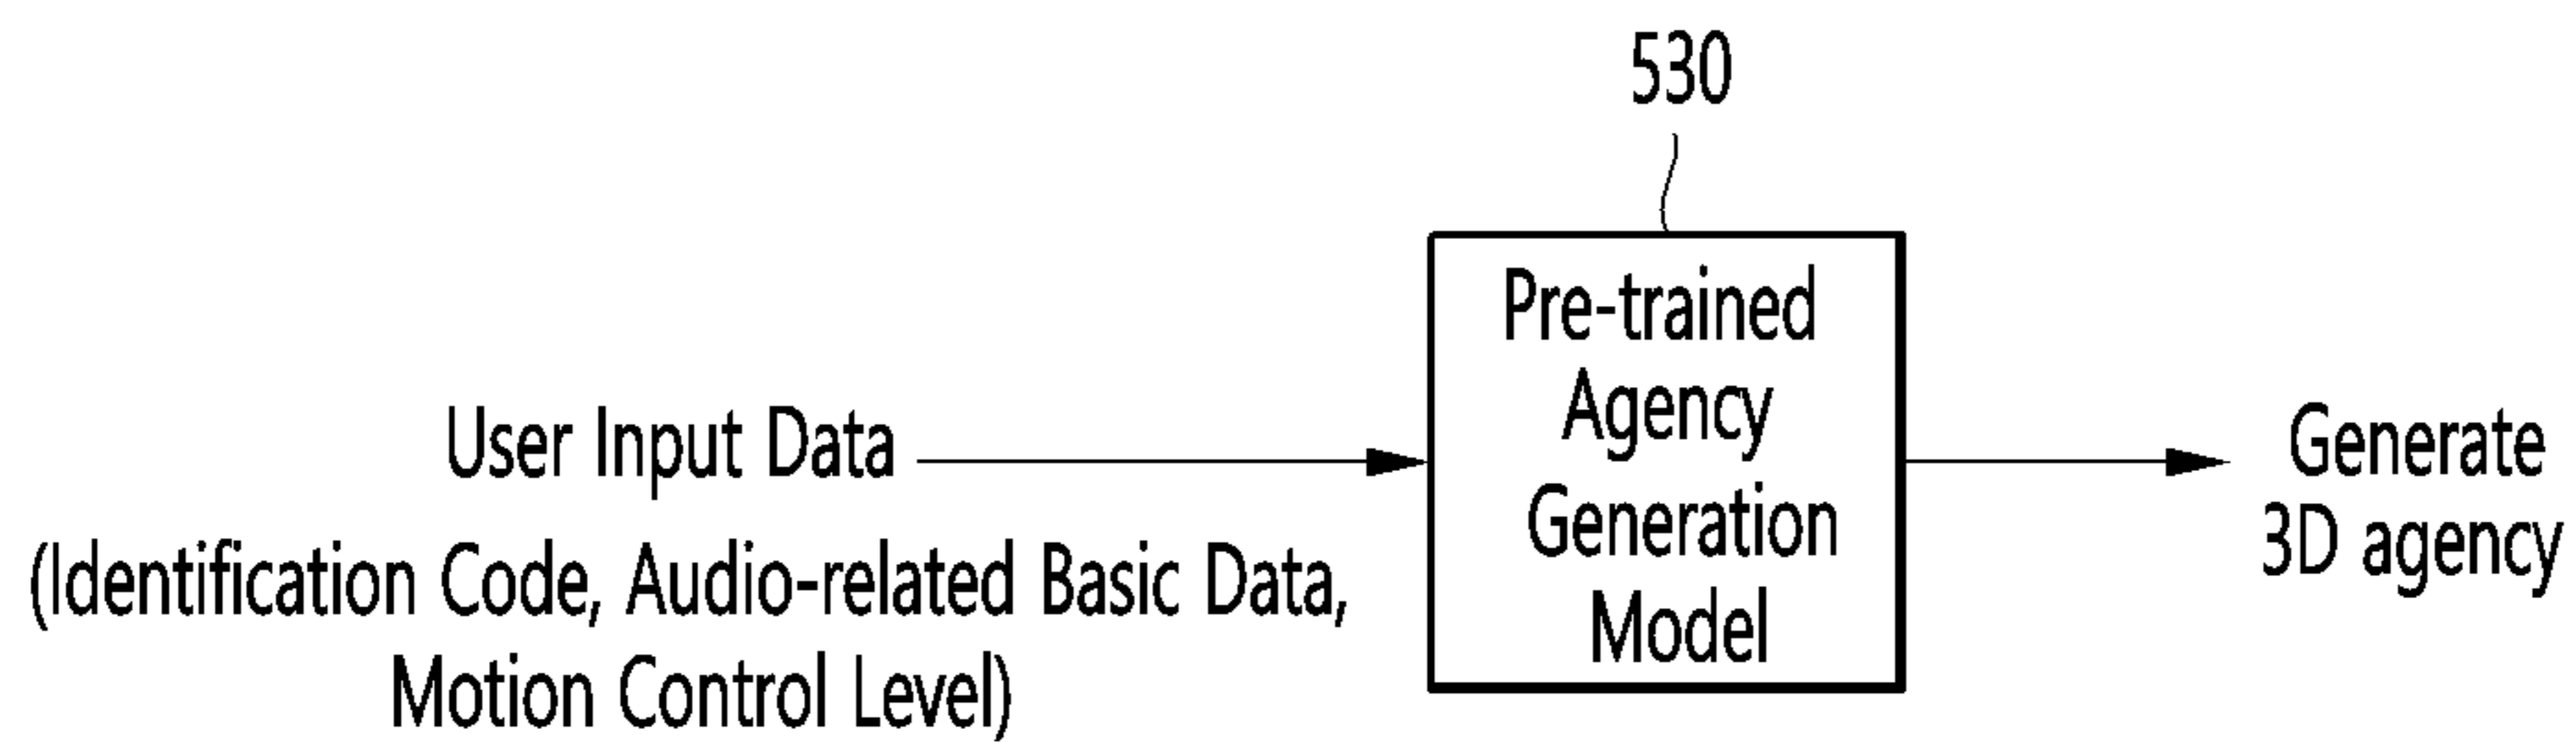 530
Pre-trained
Agency
Generation
Model
User Input Data
(Identification Code, Audio-related Basic Data,
Motion Control Level)
Generate
3D agency